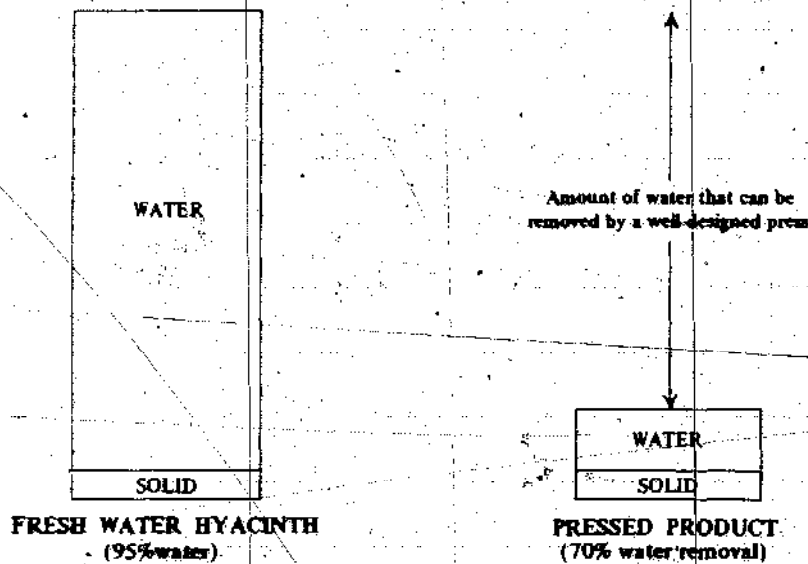 WATER
SOLID
FRESH WATER HYACINTH
(95% water)
Amount of water that can be
removed by a well-designed press
WATER
SOLID
PRESSED PRODUCT
(70% water removal)